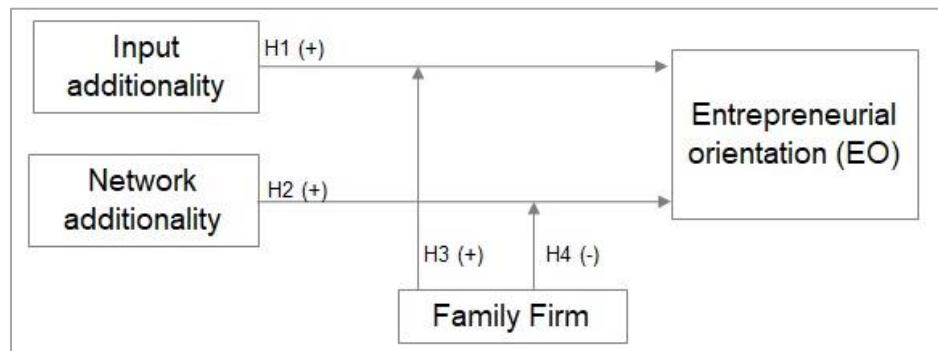 Input
additionality
H1 (+)
Entrepreneurial
orientation (EO)
Network
additionality
H2 (+)
H3 (+)
H4 (-)
Family Firm